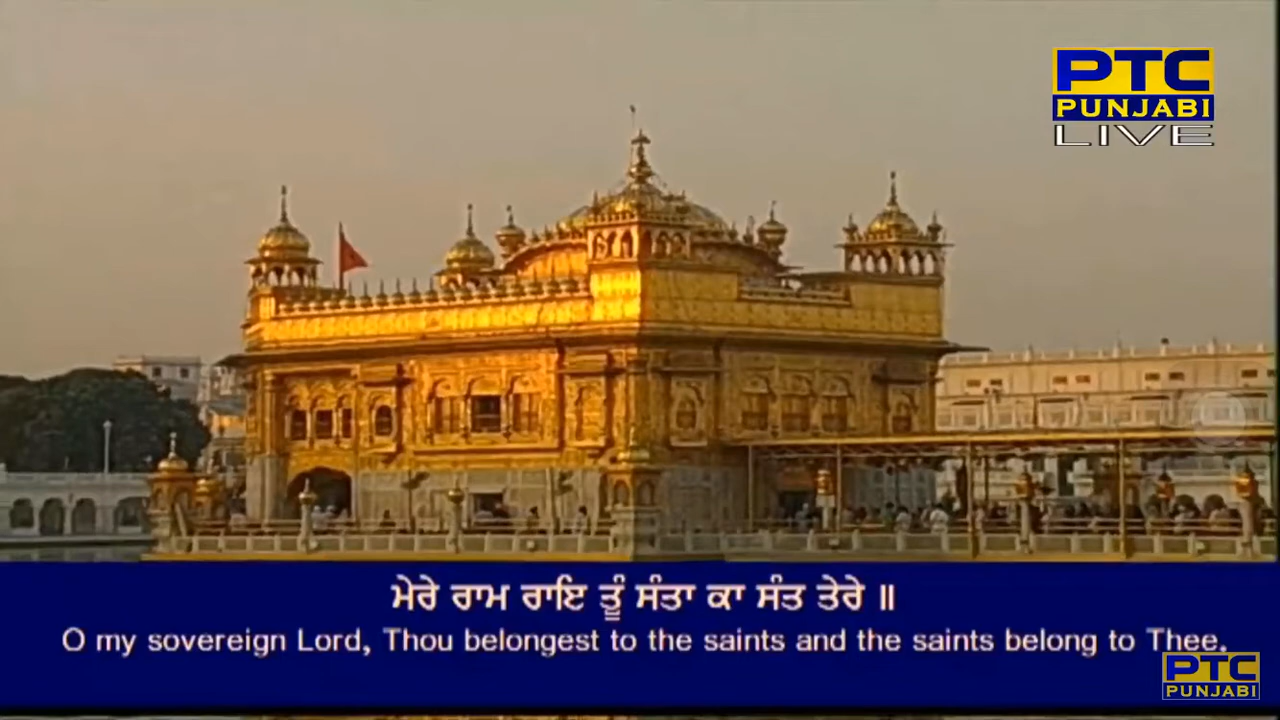 PTC
PUNJABI
LIVE
ਮੇਰੇ ਰਾਮ ਰਾਇ ਤੂੰ ਸੰਤਾ ਕਾ ਸੰਤ ਤੇਰੇ ॥
O my sovereign Lord, Thou belongest to the saints and the saints belong to Thee,
PTC
PUNJABI